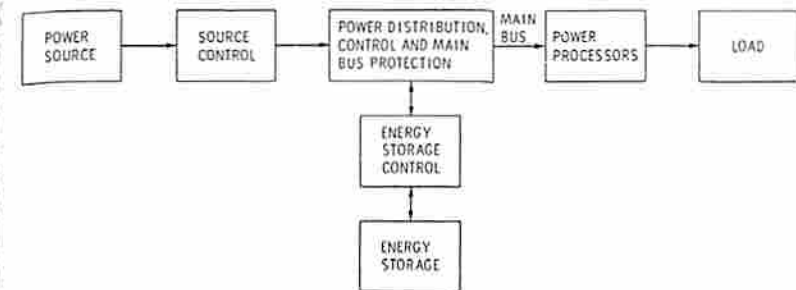 POWER
SOURCE
SOURCE
CONTROL
POWER DISTRIBUTION,
CONTROL AND MAIN
BUS PROTECTION
MAIN
BUS
POWER
PROCESSORS
LOAD
ENERGY
STORAGE
CONTROL
ENERGY
STORAGE